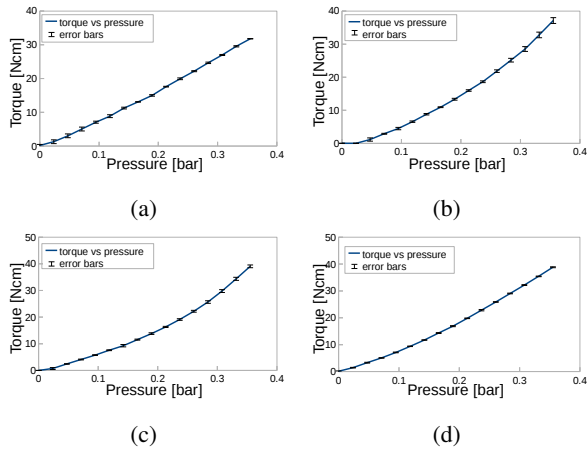 40
30
20
10
0
Torque [Ncm]
torque vs pressure
error bars
0 0.1 0.2 0.3 0.4
Pressure [bar]
(a)
40
30
20
10
0
Torque [Ncm]
torque vs pressure
error bars
0 0.1 0.2 0.3 0.4
Pressure [bar]
(b)
50
40
30
20
10
0
Torque [Ncm]
torque vs pressure
error bars
0 0.1 0.2 0.3 0.4
Pressure [bar]
(c)
50
40
30
20
10
0
Torque [Ncm]
torque vs pressure
error bars
0 0.1 0.2 0.3 0.4
Pressure [bar]
(d)